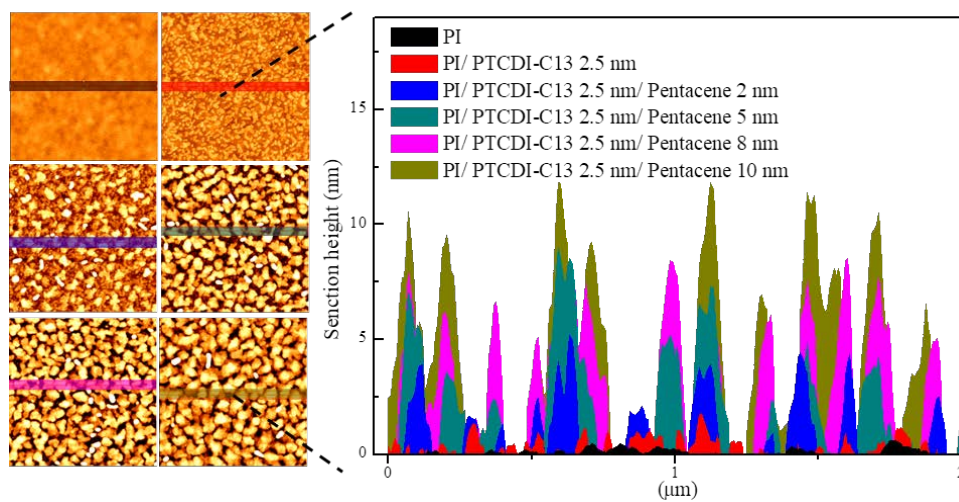 PI
PI/ PTCDI-C13 2.5 nm
PI/ PTCDI-C13 2.5 nm/ Pentacene 2 nm
PI/ PTCDI-C13 2.5 nm/ Pentacene 5 nm
PI/ PTCDI-C13 2.5 nm/ Pentacene 8 nm
PI/ PTCDI-C13 2.5 nm/ Pentacene 10 nm
Senction height (nm)
15
10
5
0
0
1
2
(μm)